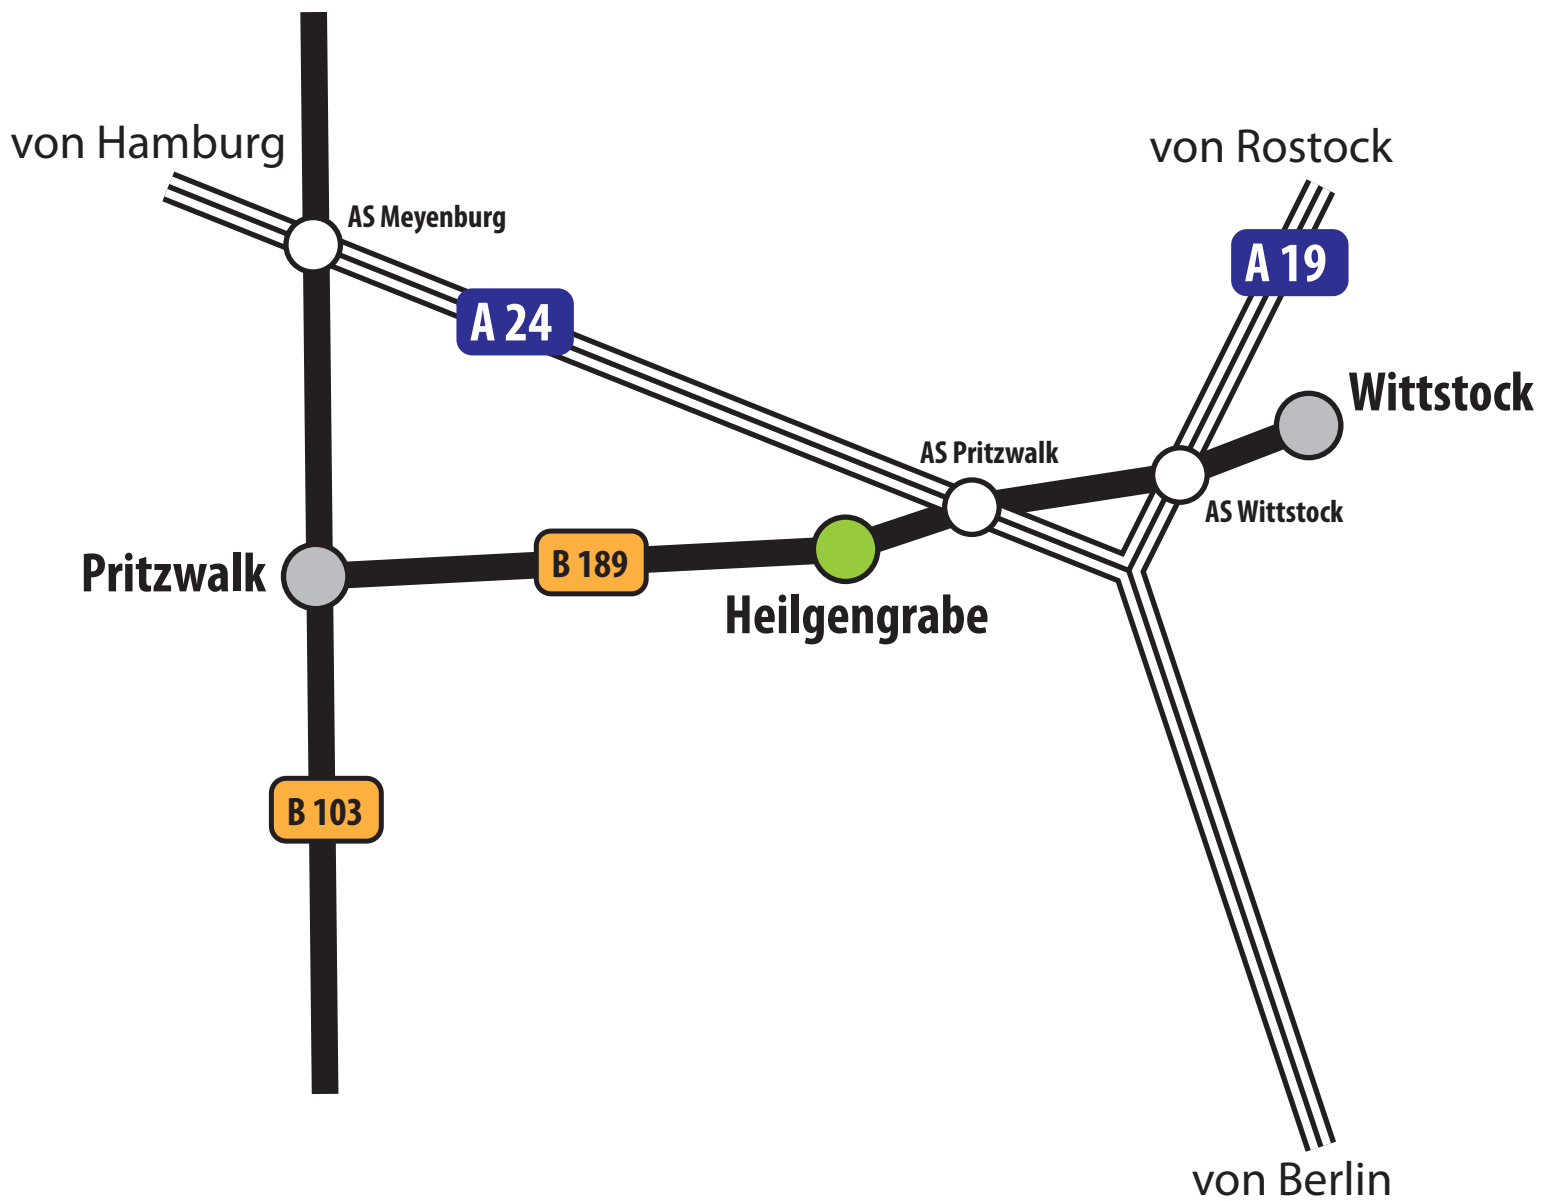 von Hamburg
von Rostock
AS Meyenburg
A 19
A 24
Wittstock
AS Pritzwalk
AS Wittstock
Pritzwalk
B 189
Heilgengrabe
B 103
von Berlin